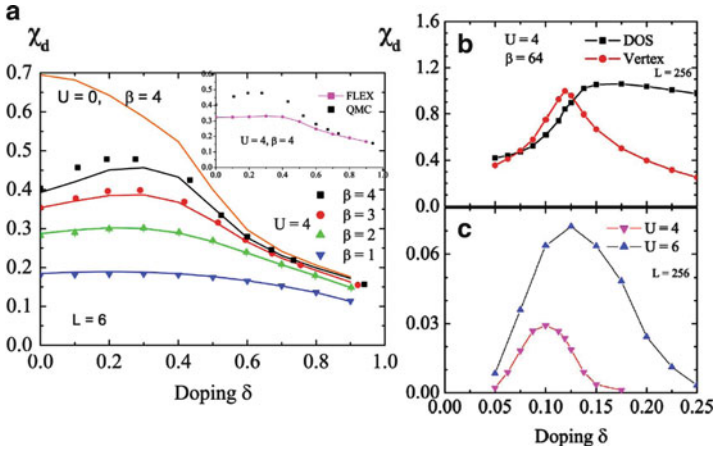 a
χd
0.7
0.6
0.5
0.4
0.3
0.2
0.1
0.0
U = 0, β = 4
U = 4
β = 4
β = 3
β = 2
β = 1
L = 6
0.0 0.2 0.4 0.6 0.8 1.0
Doping δ
0.6
0.5
0.4
0.3
0.2
0.1
0.0
FLEX
QMC
U = 4, β = 4
0.0 0.2 0.4 0.6 0.8 1.0
χd
b
1.6
1.0
0.4
0.0
U = 4
β = 64
DOS
Vertex
L = 256
c
0.06
0.03
0.00
U = 4
U = 6
L = 256
0.05 0.10 0.15 0.20 0.25
Doping δ